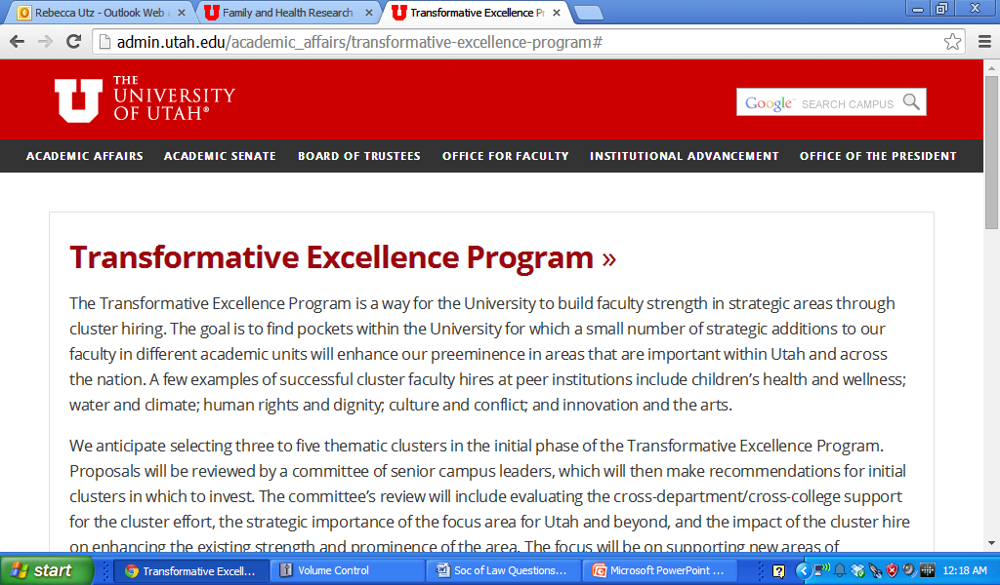 Rebecca Utz - Outlook Web
Family and Health Research
Transformative Excellence Pr
admin.utah.edu/academic_affairs/transformative-excellence-program#
THE
UNIVERSITY
OF UTAH®
Google™ SEARCH CAMPUS
ACADEMIC AFFAIRS ACADEMIC SENATE BOARD OF TRUSTEES OFFICE FOR FACULTY INSTITUTIONAL ADVANCEMENT OFFICE OF THE PRESIDENT
Transformative Excellence Program »
The Transformative Excellence Program is a way for the University to build faculty strength in strategic areas through
cluster hiring. The goal is to find pockets within the University for which a small number of strategic additions to our
faculty in different academic units will enhance our preeminence in areas that are important within Utah and across
the nation. A few examples of successful cluster faculty hires at peer institutions include children’s health and wellness;
water and climate; human rights and dignity; culture and conflict; and innovation and the arts.
We anticipate selecting three to five thematic clusters in the initial phase of the Transformative Excellence Program.
Proposals will be reviewed by a committee of senior campus leaders, which will then make recommendations for initial
clusters in which to invest. The committee’s review will include evaluating the cross-department/cross-college support
for the cluster effort, the strategic importance of the focus area for Utah and beyond, and the impact of the cluster hire
on enhancing the existing strength and prominence of the area. The focus will be on supporting new areas of
start Transformative Excell... Volume Control Soc of Law Questions... Microsoft PowerPoint ... 12:18 AM